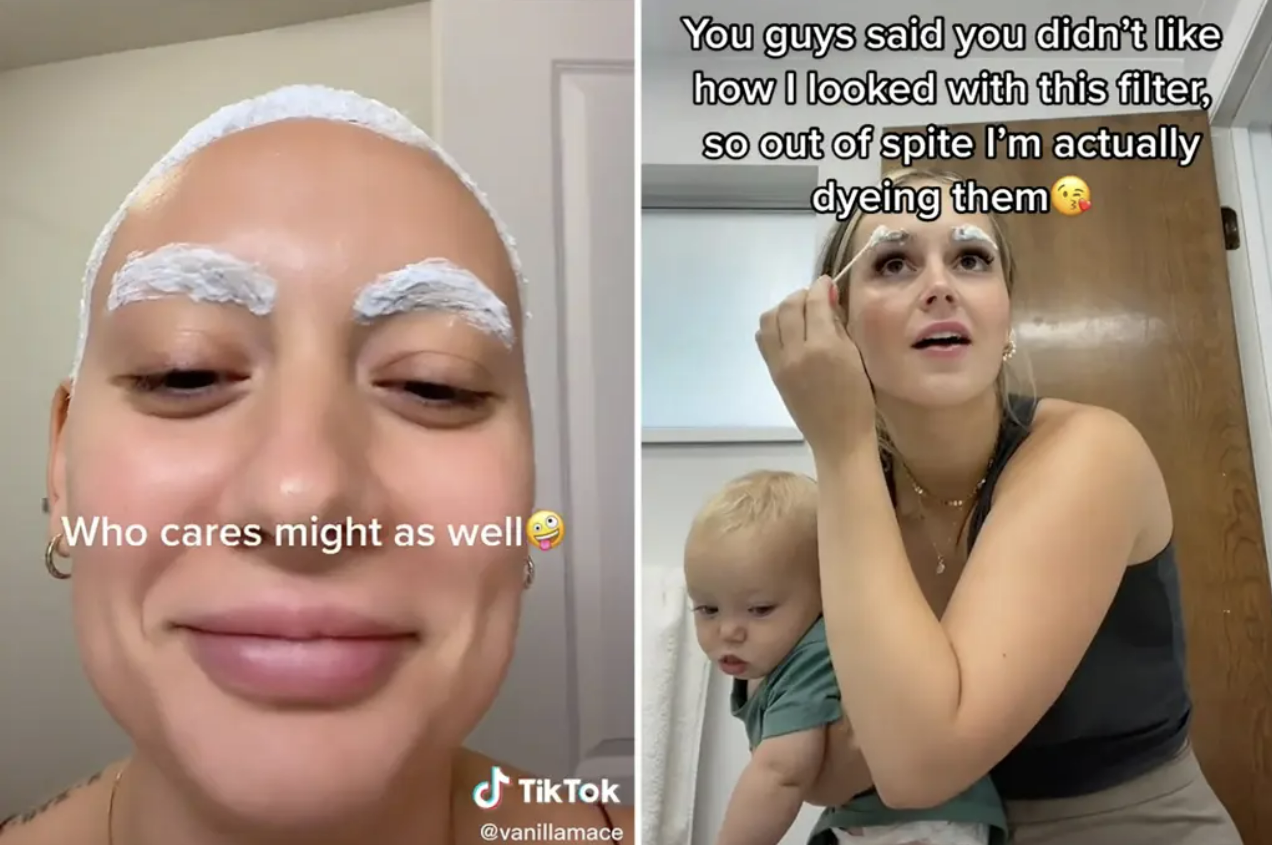 Who cares might as well🤪
TikTok
@vanillamace
You guys said you didn't like
how I looked with this filter,
so out of spite I'm actually
dyeing them😘